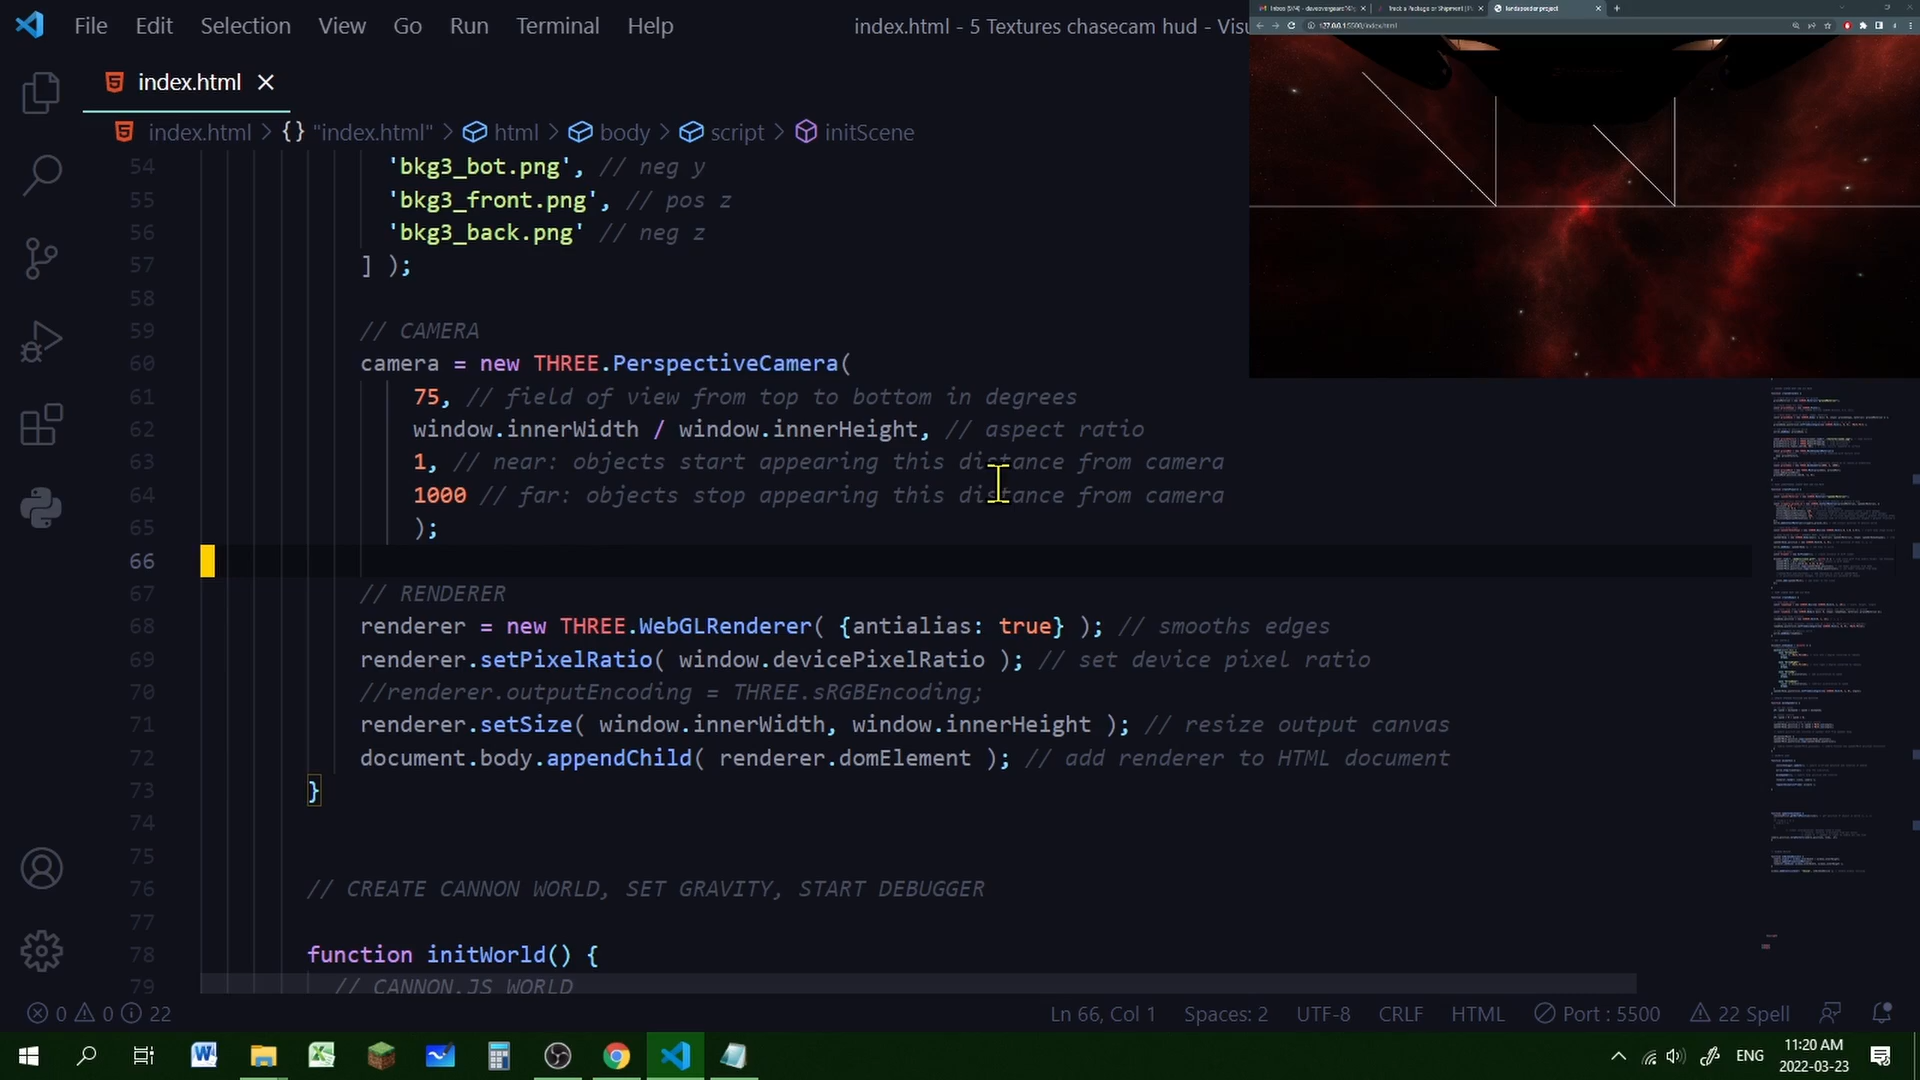 File Edit Selection View Go Run Terminal Help
index.html - 5 Textures chasecam hud - Visu
index.html
index.html > {} "index.html" > html > body > script > initScene
54 'bkg3_bot.png', // neg y
55 'bkg3_front.png', // pos z
56 'bkg3_back.png' // neg z
57 ] );
58
59 // CAMERA
60 camera = new THREE.PerspectiveCamera(
61 75, // field of view from top to bottom in degrees
62 window.innerWidth / window.innerHeight, // aspect ratio
63 1, // near: objects start appearing this distance from camera
64 1000 // far: objects stop appearing this distance from camera
65 );
66
67 // RENDERER
68 renderer = new THREE.WebGLRenderer( {antialias: true} ); // smooths edges
69 renderer.setPixelRatio( window.devicePixelRatio ); // set device pixel ratio
70 //renderer.outputEncoding = THREE.sRGBEncoding;
71 renderer.setSize( window.innerWidth, window.innerHeight ); // resize output canvas
72 document.body.appendChild( renderer.domElement ); // add renderer to HTML document
73 }
74
75
76 // CREATE CANNON WORLD, SET GRAVITY, START DEBUGGER
77
78 function initWorld() {
79 // CANNON.JS WORLD
0 0 22
Ln 66, Col 1 Spaces: 2 UTF-8 CRLF HTML Port : 5500 22 Spell
ENG
11:20 AM
2022-03-23